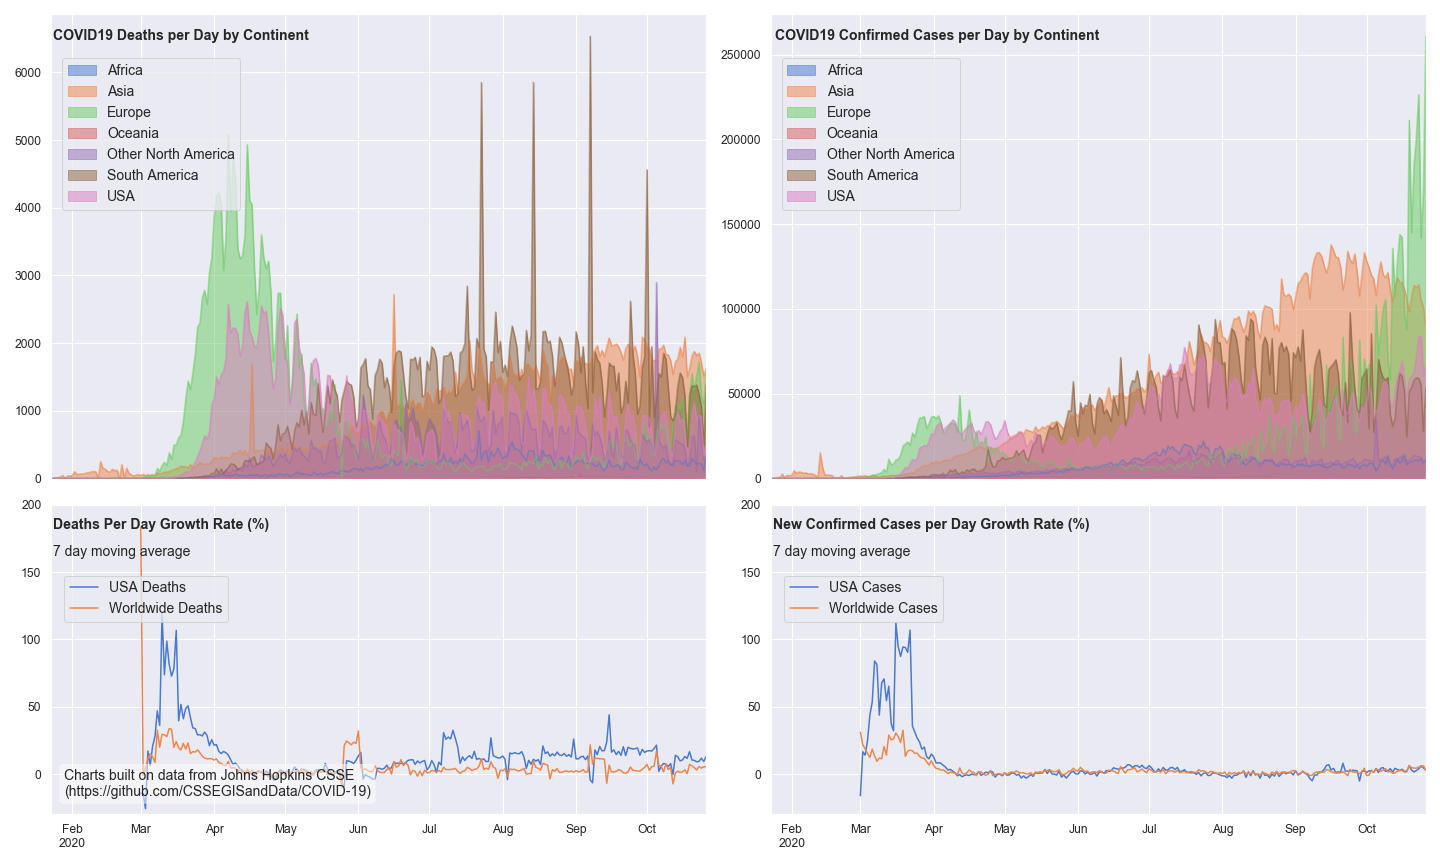 COVID19 Deaths per Day by Continent
6000
5000
4000
3000
2000
1000
0
Africa
Asia
Europe
Oceania
Other North America
South America
USA
COVID19 Confirmed Cases per Day by Continent
250000
200000
150000
100000
50000
0
Africa
Asia
Europe
Oceania
Other North America
South America
USA
Deaths Per Day Growth Rate (%)
7 day moving average
200
150
100
50
0
USA Deaths
Worldwide Deaths
Charts built on data from Johns Hopkins CSSE
(https://github.com/CSSEGISandData/COVID-19)
Feb Mar Apr May Jun Jul Aug Sep Oct
2020
New Confirmed Cases per Day Growth Rate (%)
7 day moving average
200
150
100
50
0
USA Cases
Worldwide Cases
Feb Mar Apr May Jun Jul Aug Sep Oct
2020